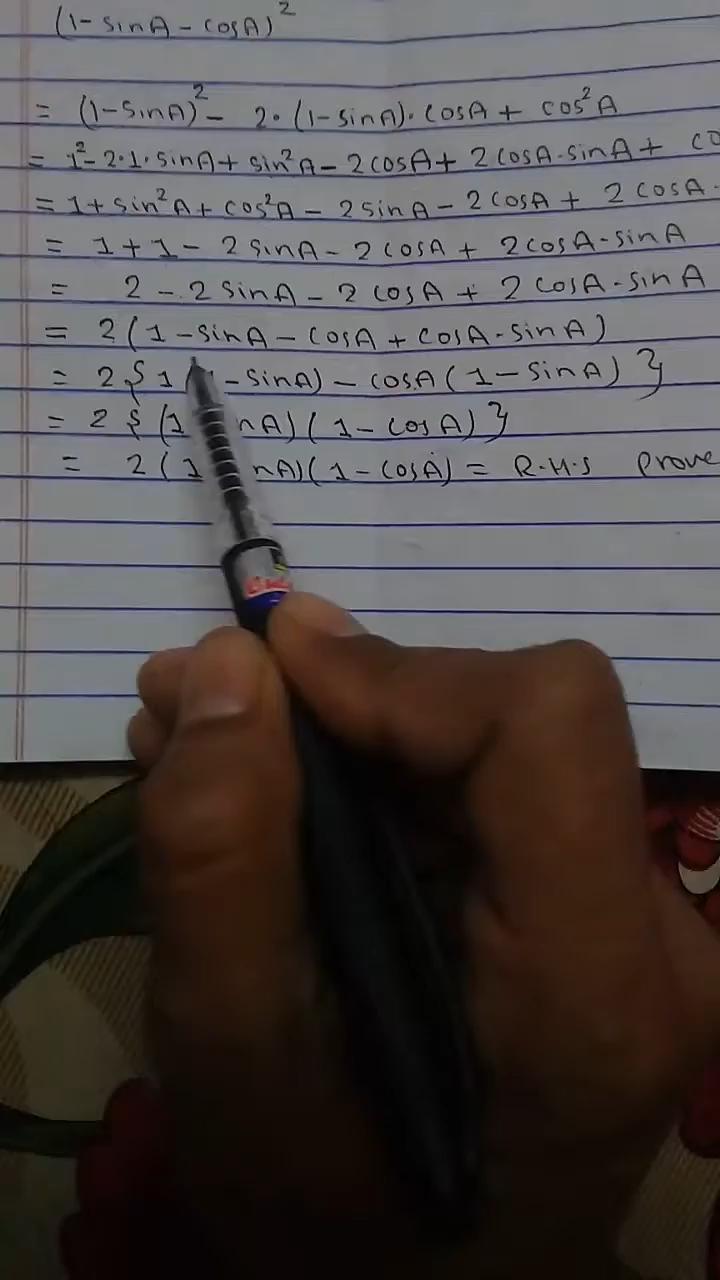 (1-sinA-cosA)²
= (1-sinA)² - 2·(1-sinA)·cosA + cos²A
= 1²-2·1·sinA + sin²A - 2cosA + 2cosA·sinA +
= 1+sin²A + cos²A - 2sinA - 2cosA + 2cosA·
= 1+1- 2sinA - 2cosA + 2cosA·sinA
= 2 - 2sinA - 2cosA + 2cosA·sinA
= 2(1-sinA-cosA+cosA·sinA)
= 2{1( -sinA) - cosA(1-sinA)}
= 2{(1 nA)(1-cosA)}
= 2(1 nA)(1-cosA) = R.H.S prove